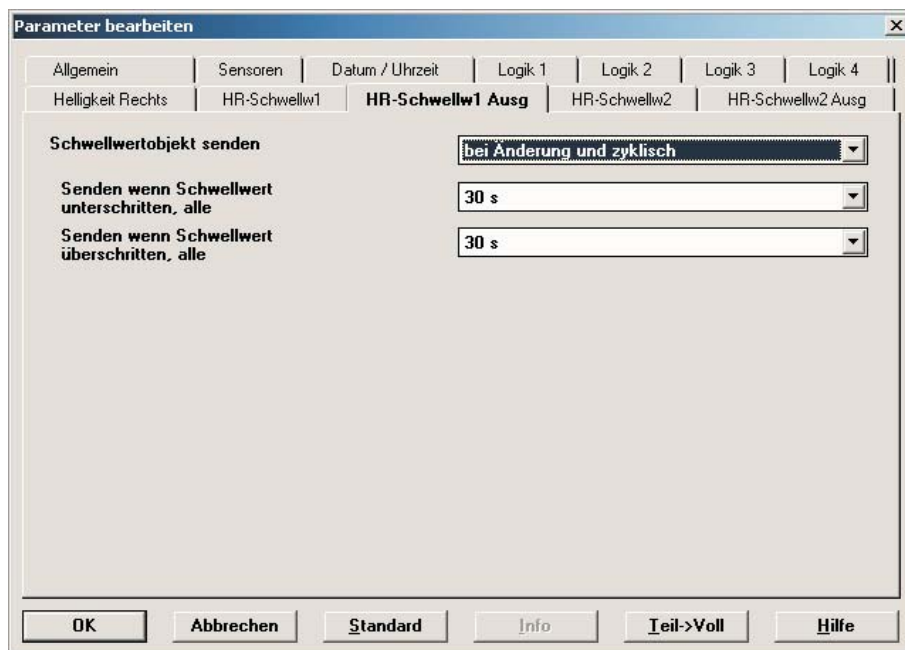 Parameter bearbeiten
Allgemein Sensoren Datum / Uhrzeit Logik 1 Logik 2 Logik 3 Logik 4
Helligkeit Rechts HR-Schwellw1 HR-Schwellw1 Ausg HR-Schwellw2 HR-Schwellw2 Ausg
Schwellwertobjekt senden bei Änderung und zyklisch
Senden wenn Schwellwert
unterschritten, alle 30 s
Senden wenn Schwellwert
überschritten, alle 30 s
OK Abbrechen Standard Info Teil->Voll Hilfe